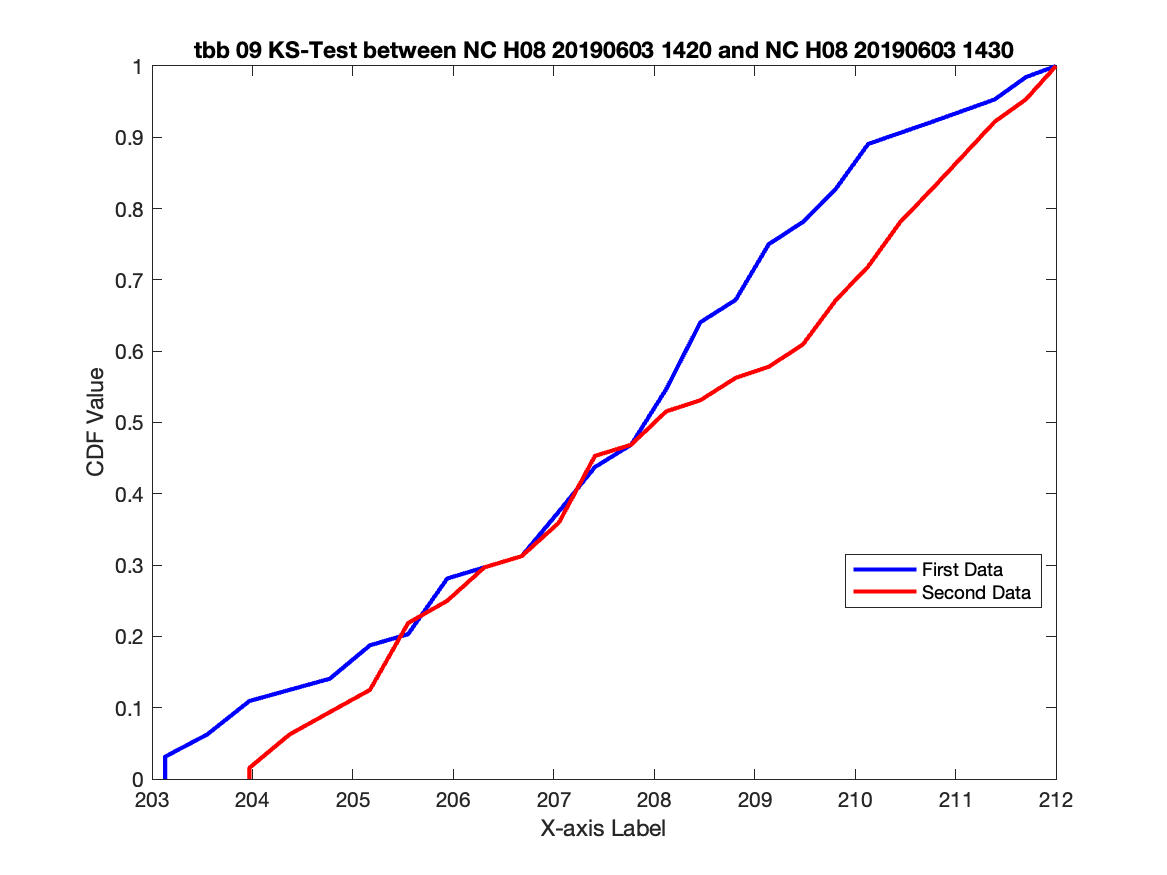 tbb 09 KS-Test between NC H08 20190603 1420 and NC H08 20190603 1430
1
0.9
0.8
0.7
0.6
0.5
0.4
0.3
0.2
0.1
0
CDF Value
First Data
Second Data
203 204 205 206 207 208 209 210 211 212
X-axis Label